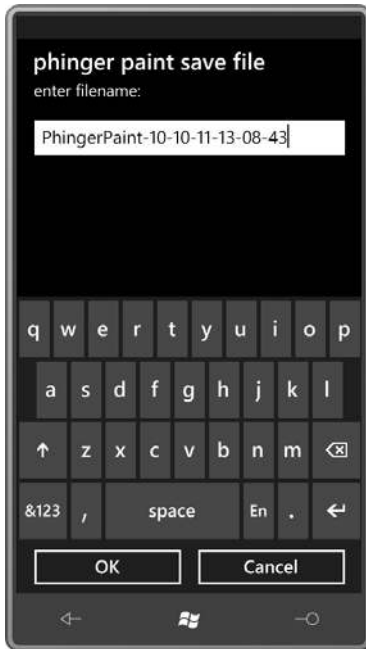 phinger paint save file
enter filename:
PhingerPaint-10-10-11-13-08-43
q w e r t y u i o p
a s d f g h j k l
z x c v b n m
&123 , space En .
OK Cancel